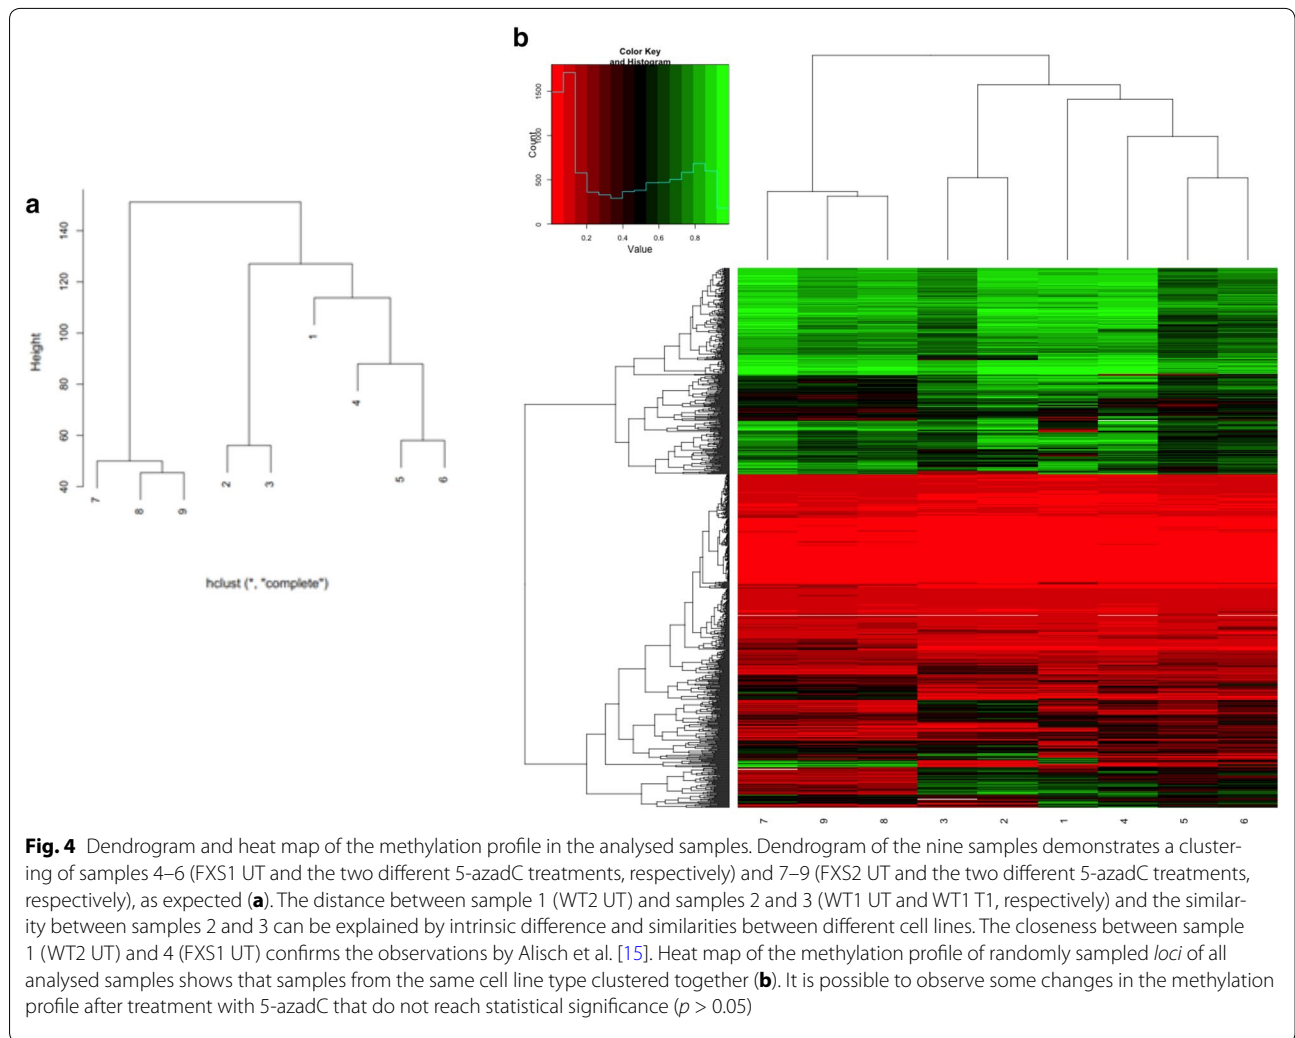 b
Color Key
and Histogram
1500
1000
500
0
Count
0.2 0.4 0.6 0.8
Value
a
140
120
100
80
60
40
Height
1
4
2
3
5
6
7
8
9
hclust (*, "complete")
7 9 8 3 2 1 4 5 6
Fig. 4 Dendrogram and heat map of the methylation profile in the analysed samples. Dendrogram of the nine samples demonstrates a cluster-
ing of samples 4–6 (FXS1 UT and the two different 5-azadC treatments, respectively) and 7–9 (FXS2 UT and the two different 5-azadC treatments,
respectively), as expected (a). The distance between sample 1 (WT2 UT) and samples 2 and 3 (WT1 UT and WT1 T1, respectively) and the similar-
ity between samples 2 and 3 can be explained by intrinsic difference and similarities between different cell lines. The closeness between sample
1 (WT2 UT) and 4 (FXS1 UT) confirms the observations by Alisch et al. [15]. Heat map of the methylation profile of randomly sampled loci of all
analysed samples shows that samples from the same cell line type clustered together (b). It is possible to observe some changes in the methylation
profile after treatment with 5-azadC that do not reach statistical significance (p > 0.05)